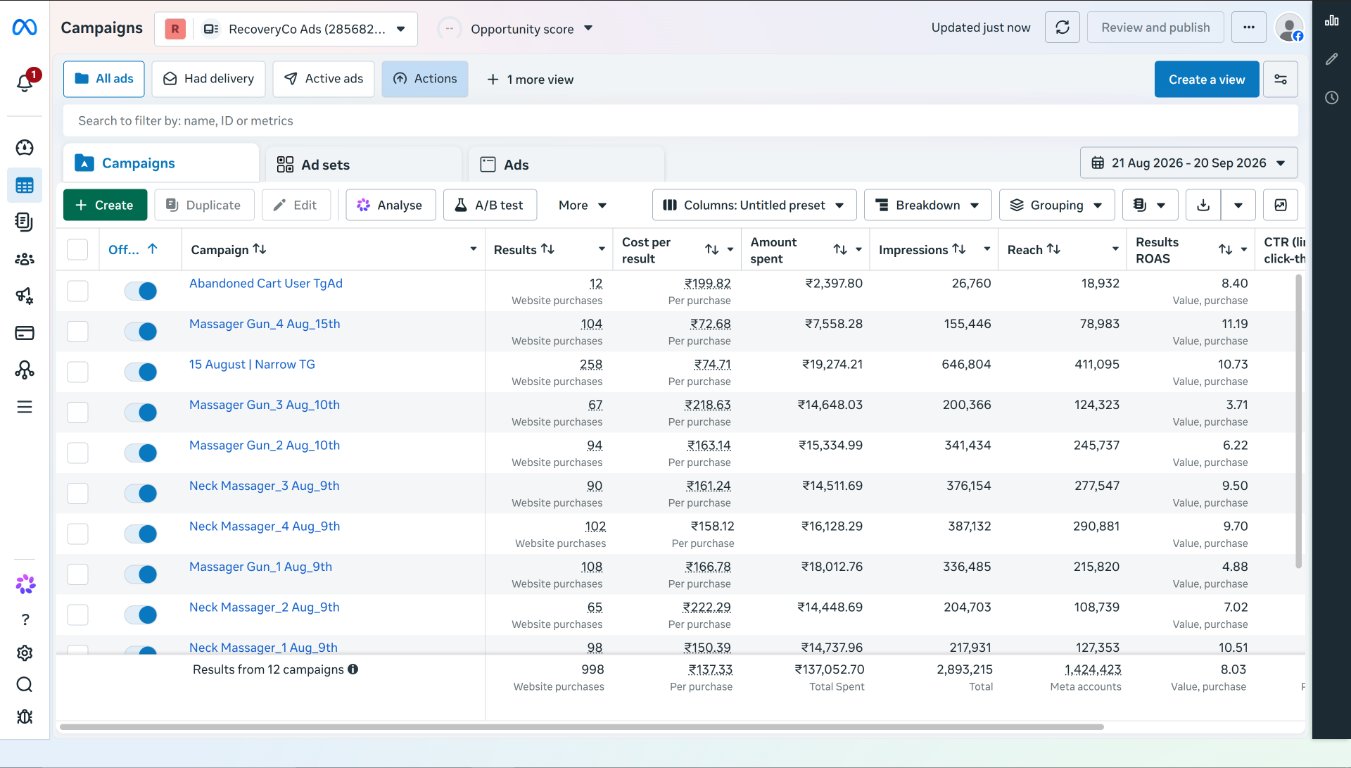 Campaigns
R
RecoveryCo Ads (285682...
--
Opportunity score
Updated just now
Review and publish
...
1
All ads
Had delivery
Active ads
Actions
+ 1 more view
Create a view
Search to filter by: name, ID or metrics
Campaigns
Ad sets
Ads
21 Aug 2026 - 20 Sep 2026
+ Create
Duplicate
Edit
Analyse
A/B test
More
Columns: Untitled preset
Breakdown
Grouping
Off... ↑
Campaign ↑↓
Results ↑↓
Cost per result ↑↓
Amount spent ↑↓
Impressions ↑↓
Reach ↑↓
Results ROAS ↑↓
CTR (lin
click-th
Abandoned Cart User TgAd 12 ₹199.82 ₹2,397.80 26,760 18,932 8.40
Website purchases Per purchase Value, purchase
Massager Gun_4 Aug_15th 104 ₹72.68 ₹7,558.28 155,446 78,983 11.19
Website purchases Per purchase Value, purchase
15 August | Narrow TG 258 ₹74.71 ₹19,274.21 646,804 411,095 10.73
Website purchases Per purchase Value, purchase
Massager Gun_3 Aug_10th 67 ₹218.63 ₹14,648.03 200,366 124,323 3.71
Website purchases Per purchase Value, purchase
Massager Gun_2 Aug_10th 94 ₹163.14 ₹15,334.99 341,434 245,737 6.22
Website purchases Per purchase Value, purchase
Neck Massager_3 Aug_9th 90 ₹161.24 ₹14,511.69 376,154 277,547 9.50
Website purchases Per purchase Value, purchase
Neck Massager_4 Aug_9th 102 ₹158.12 ₹16,128.29 387,132 290,881 9.70
Website purchases Per purchase Value, purchase
Massager Gun_1 Aug_9th 108 ₹166.78 ₹18,012.76 336,485 215,820 4.88
Website purchases Per purchase Value, purchase
Neck Massager_2 Aug_9th 65 ₹222.29 ₹14,448.69 204,703 108,739 7.02
Website purchases Per purchase Value, purchase
Neck Massager_1 Aug_9th 98 ₹150.39 ₹14,737.96 217,931 127,353 10.51
Results from 12 campaigns 998 ₹137.33 ₹137,052.70 2,893,215 1,424,423 8.03
Website purchases Per purchase Total Spent Total Meta accounts Value, purchase
?